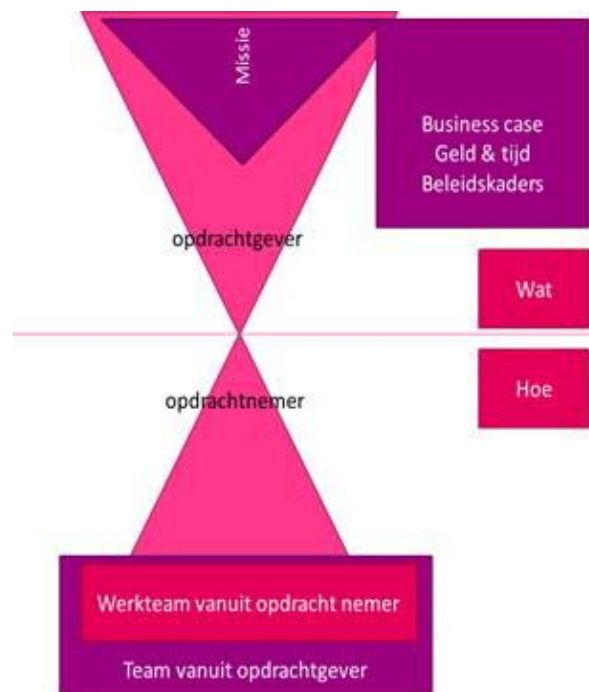 Missie
Business case
Geld & tijd
Beleidskaders
opdrachtgever
Wat
Hoe
opdrachtnemer
Werkteam vanuit opdracht nemer
Team vanuit opdrachtgever